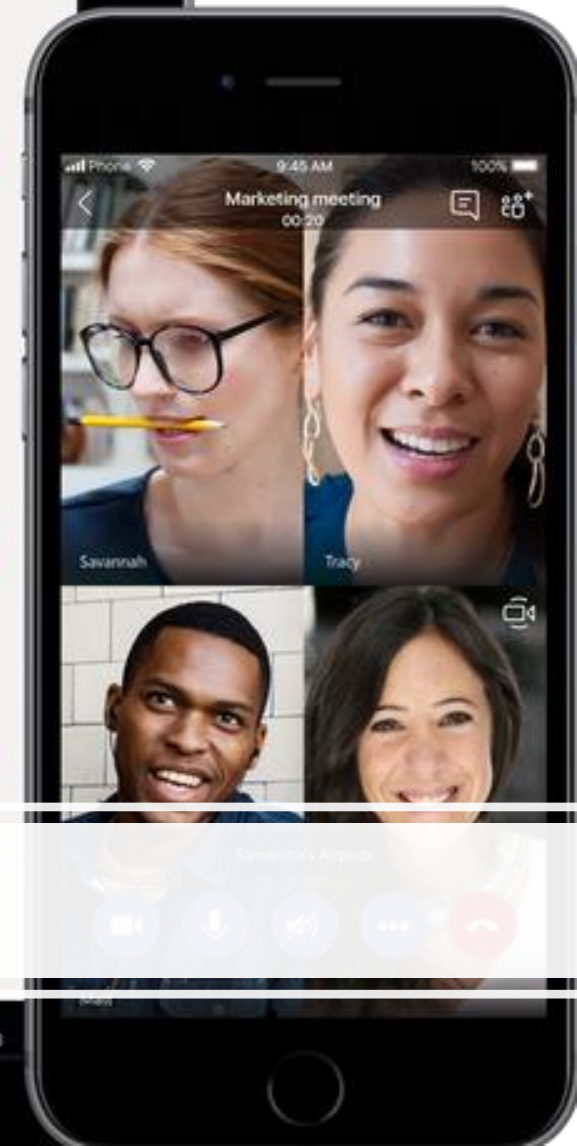 Phone 9:45 AM 100%
Marketing meeting
00:20
Savannah Tracy
Samantha's Airpods